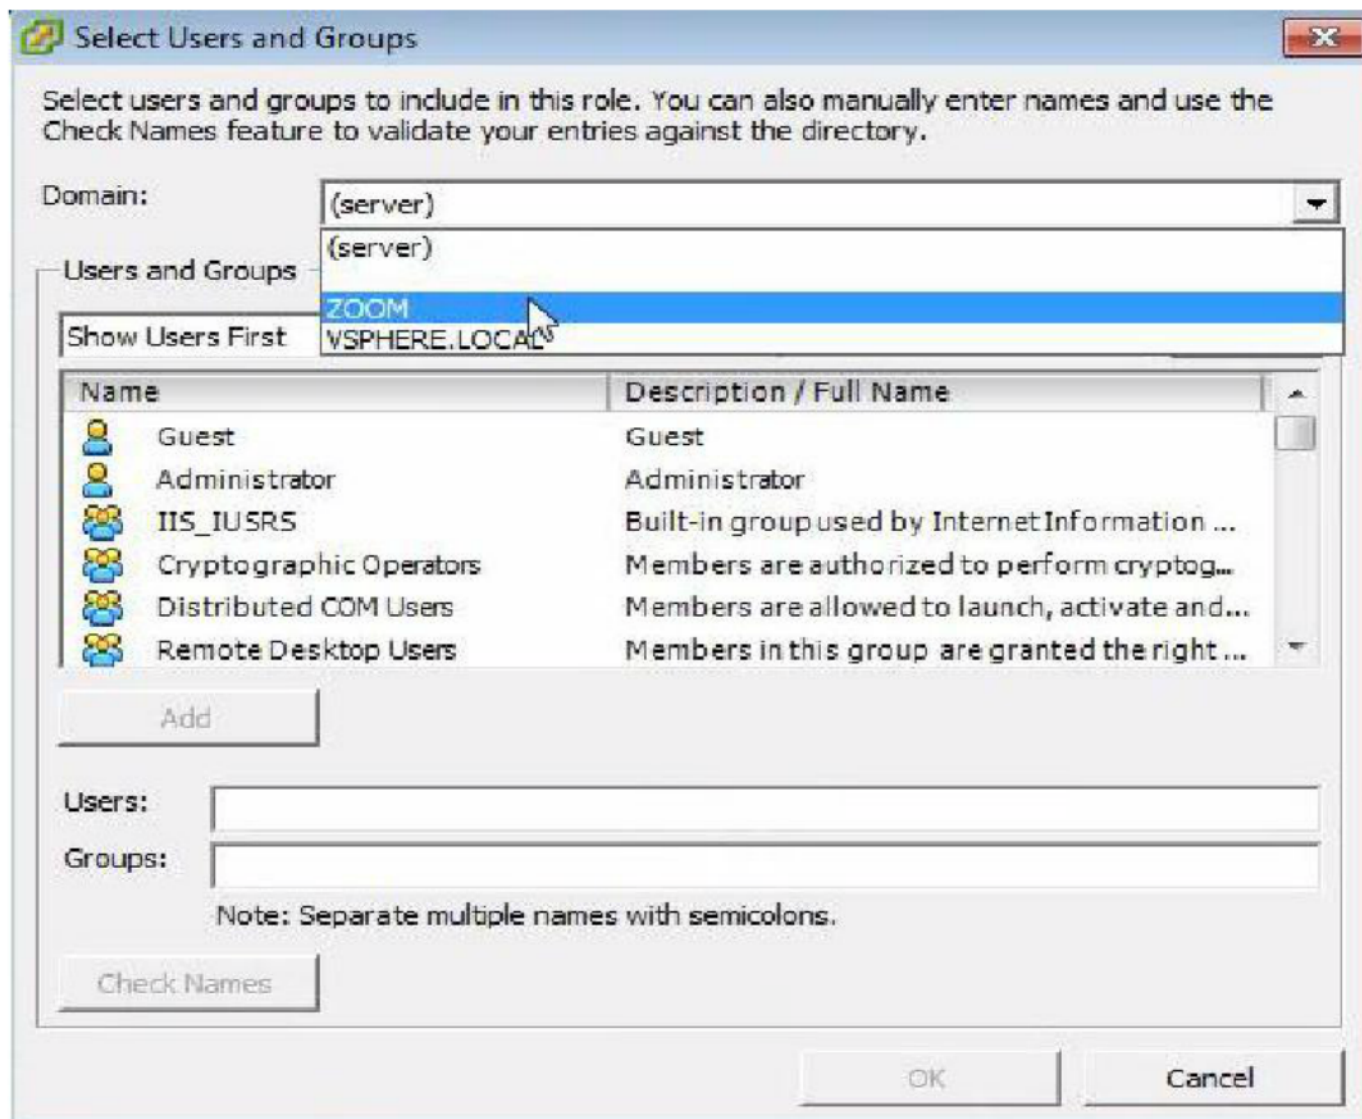 Select Users and Groups
Select users and groups to include in this role. You can also manually enter names and use the
Check Names feature to validate your entries against the directory.
Domain:
(server)
(server)
ZOOM
VSPHERE.LOCAL
Users and Groups
Show Users First
Name Description / Full Name
Guest Guest
Administrator Administrator
IIS_IUSRS Built-in group used by Internet Information ...
Cryptographic Operators Members are authorized to perform cryptog...
Distributed COM Users Members are allowed to launch, activate and...
Remote Desktop Users Members in this group are granted the right ...
Add
Users:
Groups:
Note: Separate multiple names with semicolons.
Check Names
OK Cancel